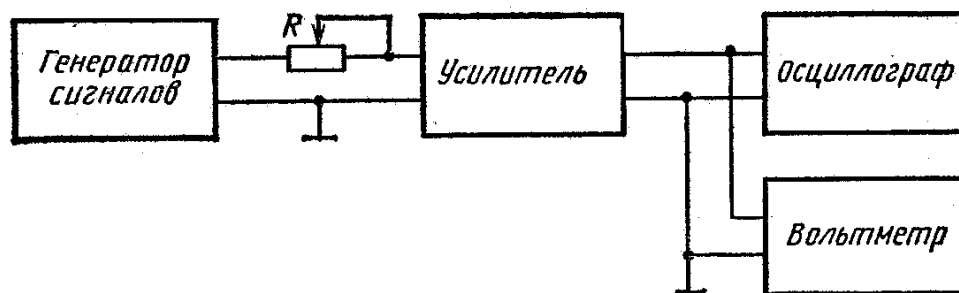 R
Генератор
сигналов
Усилитель
Осциллограф
Вольтметр